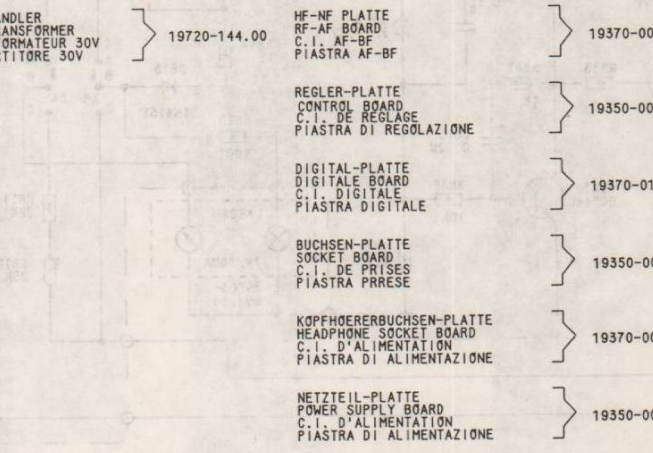 ANDLER
RANSFORMER
FORMATEUR 30V
RTITORE 30V
19720-144.00
HF-NF PLATTE
RF-AF BOARD
C.I. AF-BF
PIASTRA AF-BF
19370-00
REGLER-PLATTE
CONTROL BOARD
C.I. DE REGLAGE
PIASTRA DI REGOLAZIONE
19350-00
DIGITAL-PLATTE
DIGITALE BOARD
C.I. DIGITALE
PIASTRA DIGITALE
19370-01
BUCHSEN-PLATTE
SOCKET BOARD
C.I. DE PRISES
PIASTRA PRRESE
19350-00
KOPFHOERERBUCHSEN-PLATTE
HEADPHONE SOCKET BOARD
C.I. D'ALIMENTATION
PIASTRA DI ALIMENTAZIONE
19370-00
NETZTEIL-PLATTE
POWER SUPPLY BOARD
C.I. D'ALIMENTATION
PIASTRA DI ALIMENTAZIONE
19350-00